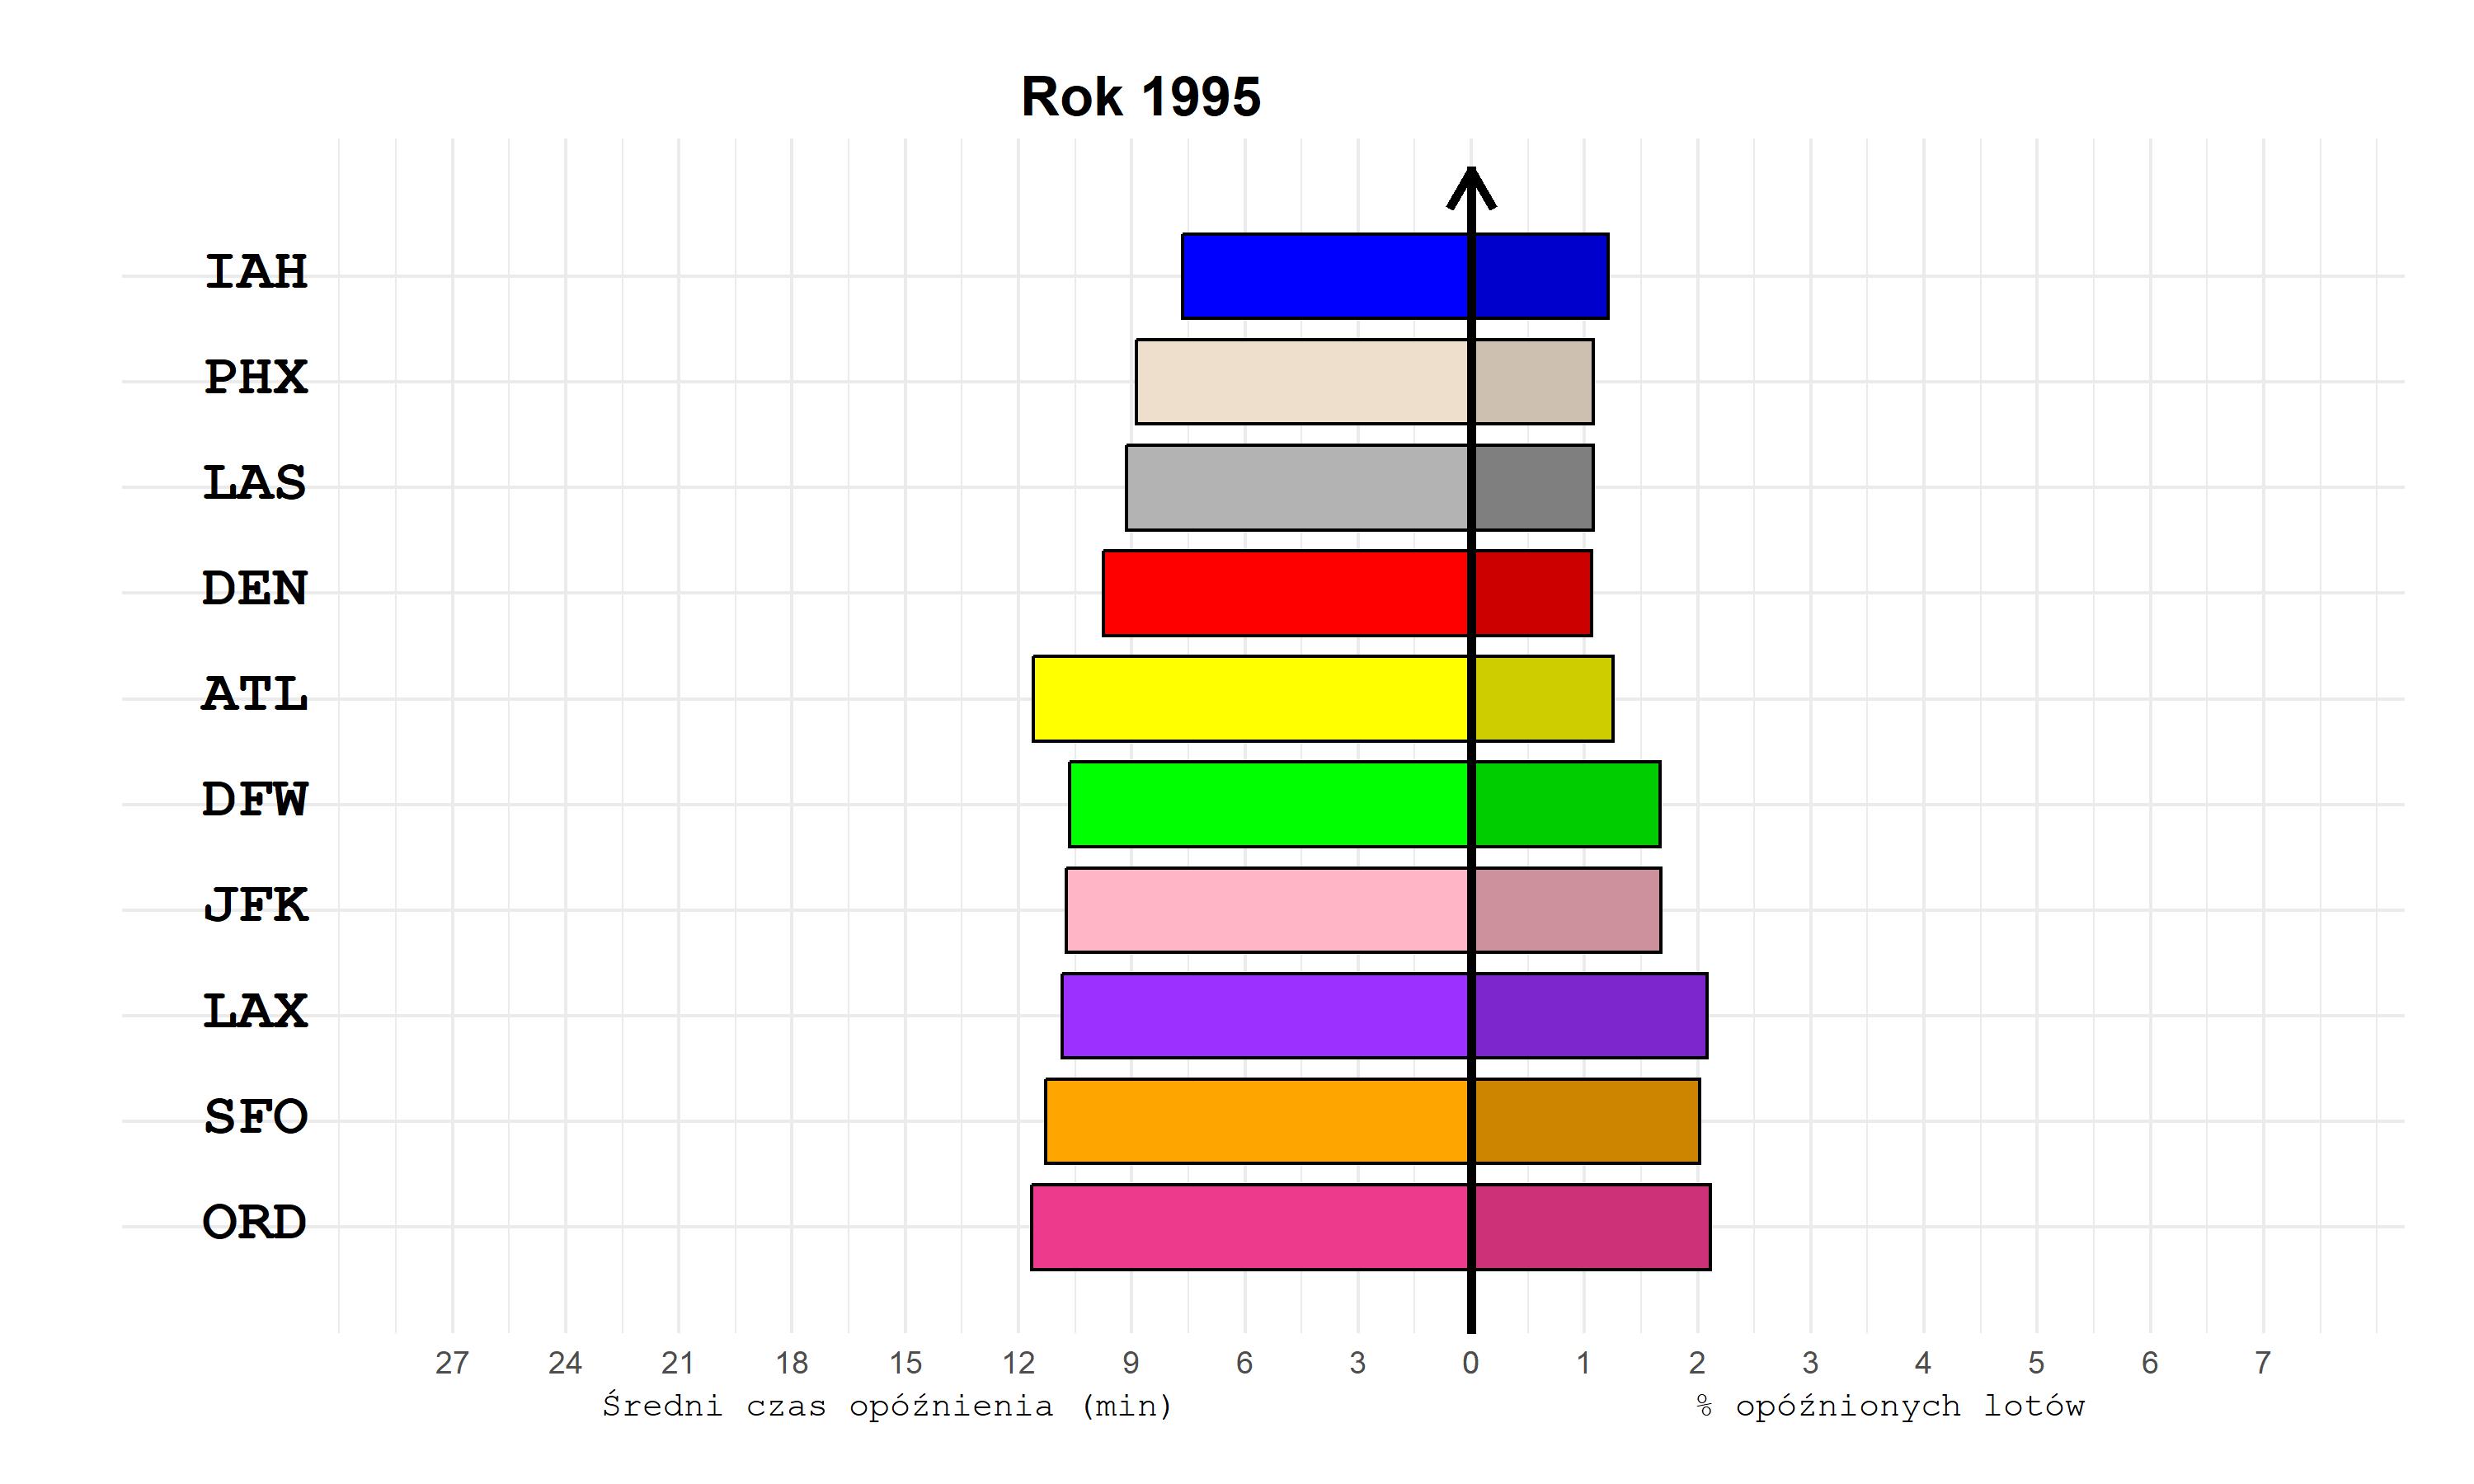 Rok 1995
IAH
PHX
LAS
DEN
ATL
DFW
JFK
LAX
SFO
ORD
27 24 21 18 15 12 9 6 3 0 1 2 3 4 5 6 7
Średni czas opóźnienia (min) % opóźnionych lotów